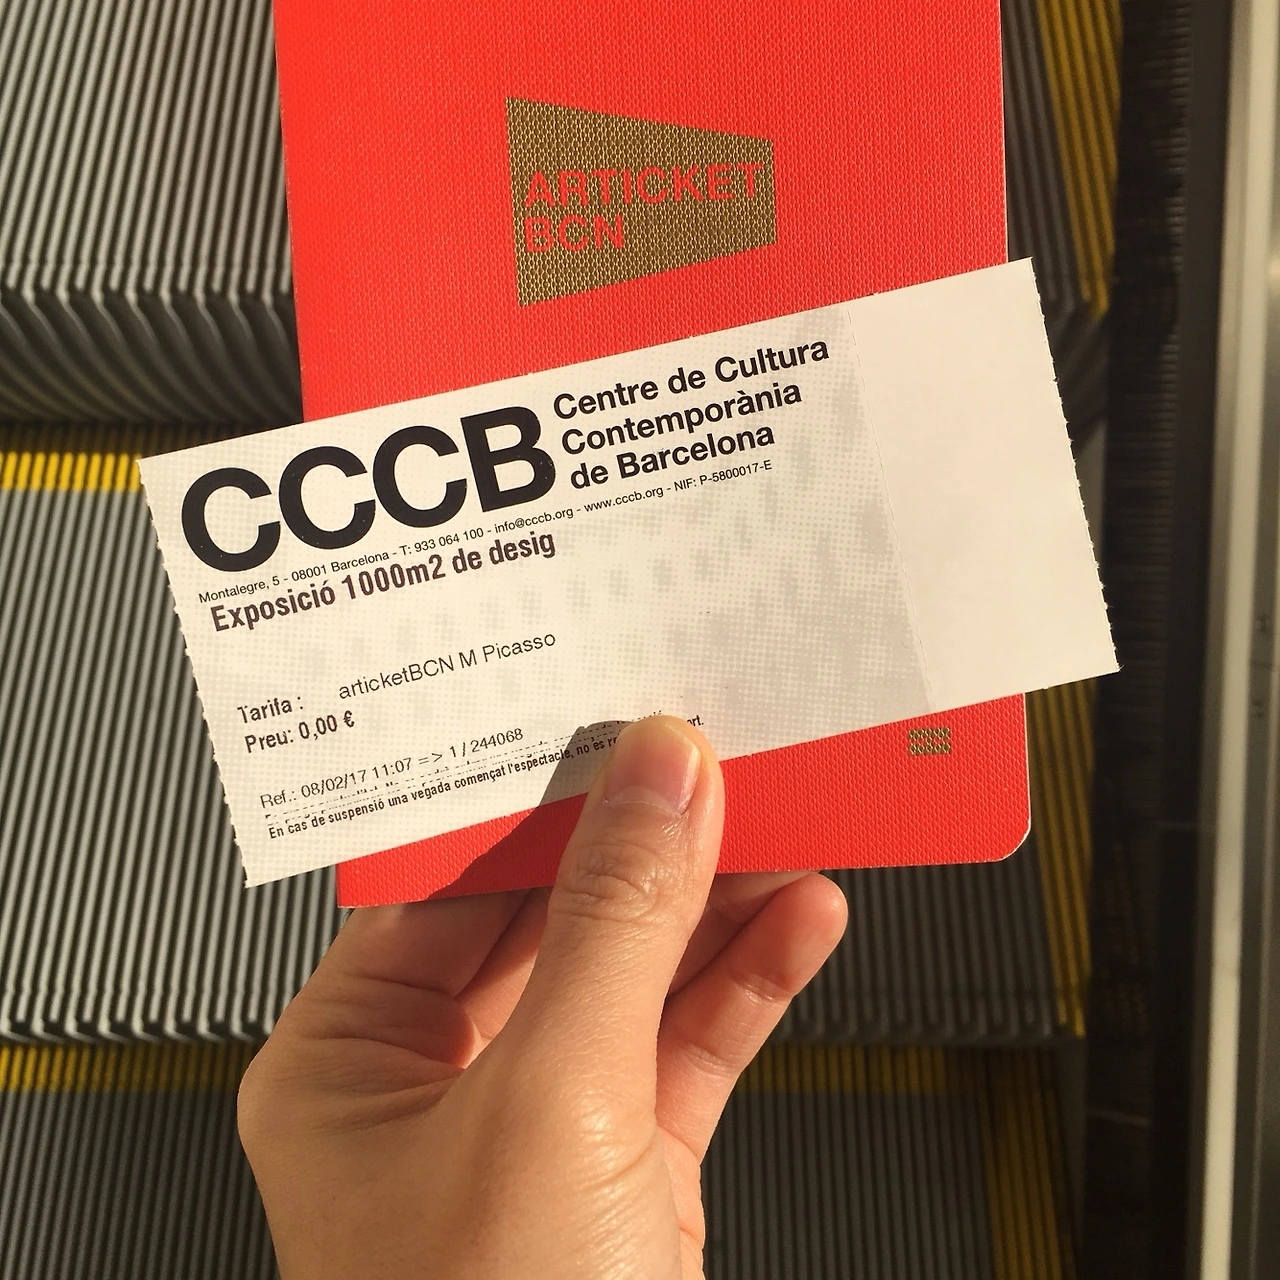 ARTICKET
BCN
CCCB
Centre de Cultura
Contemporània
de Barcelona
Montalegre, 5 - 08001 Barcelona - T: 933 064 100 - info@cccb.org - www.cccb.org - NIF: P-5800017-E
Exposició 1000m2 de desig
Tarifa : articketBCN M Picasso
Preu: 0,00 €
Ref.: 08/02/17 11:07 => 1 / 244068
En cas de suspensió una vegada començat l'espectacle, no es